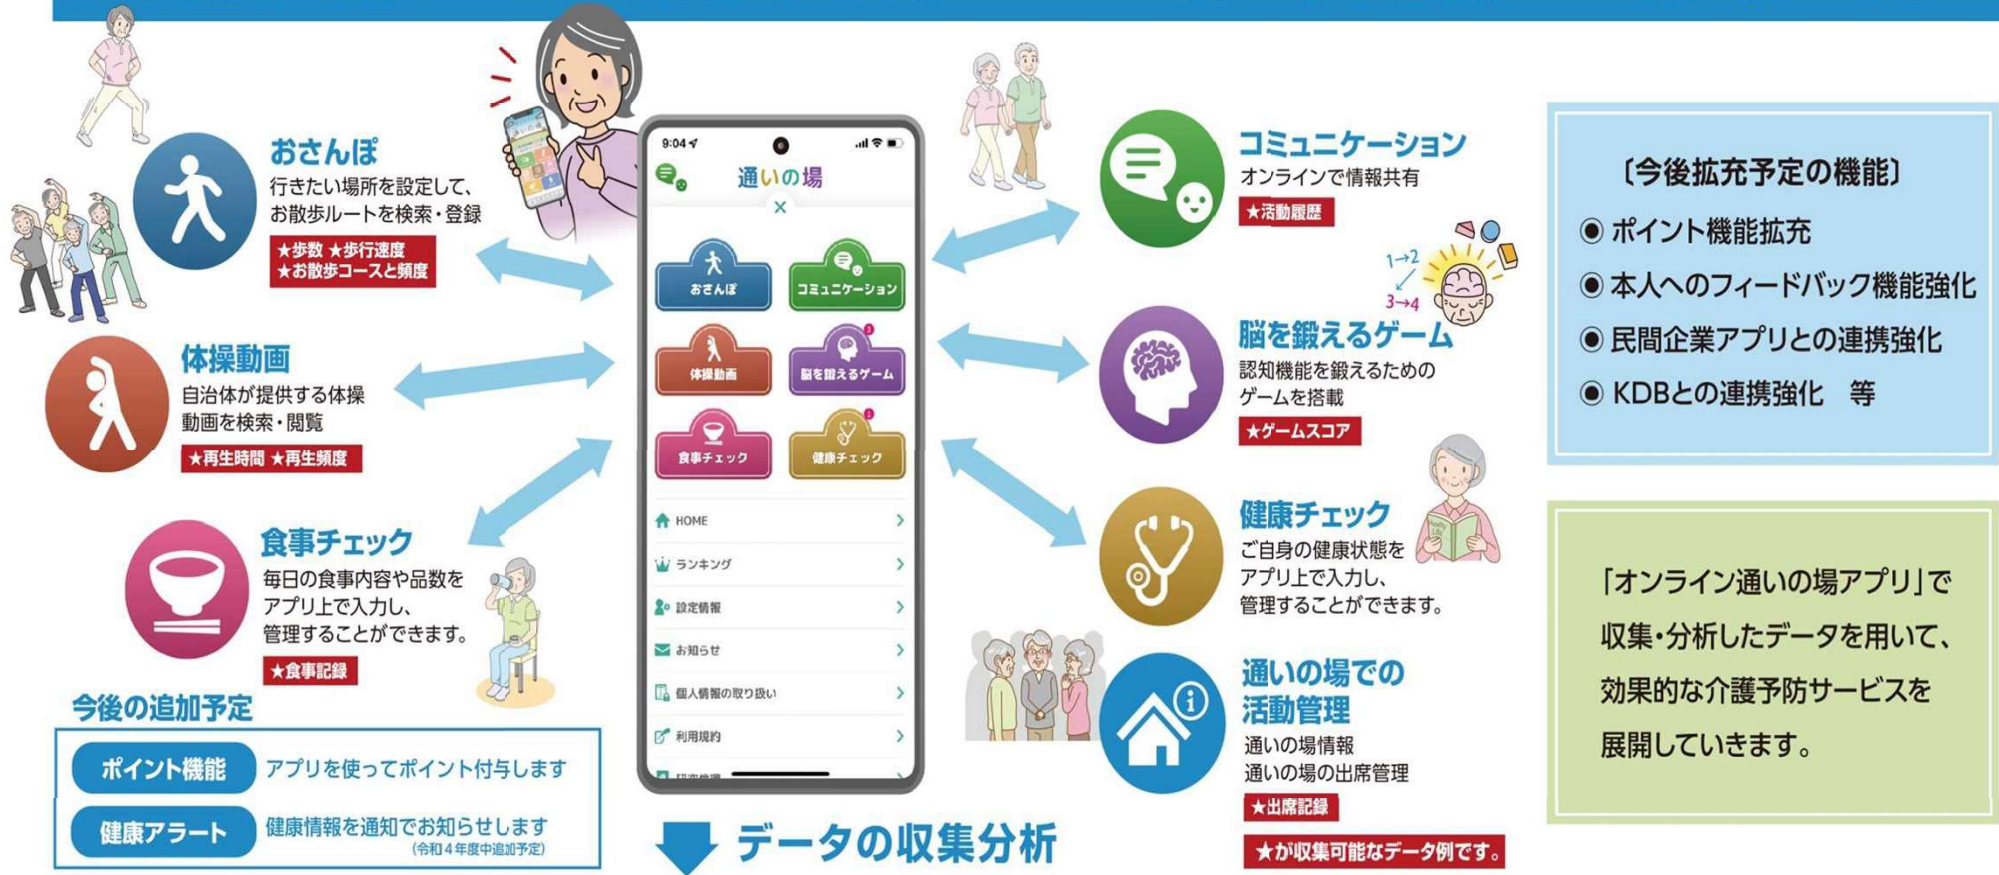 おさんぽ
行きたい場所を設定して、
お散歩ルートを検索・登録
★歩数 ★歩行速度
★お散歩コースと頻度
体操動画
自治体が提供する体操
動画を検索・閲覧
★再生時間 ★再生頻度
食事チェック
毎日の食事内容や品数を
アプリ上で入力し、
管理することができます。
★食事記録
今後の追加予定
ポイント機能 アプリを使ってポイント付与します
健康アラート 健康情報を通知でお知らせします
(令和4年度中追加予定)
9:04
通いの場
×
おさんぽ
コミュニケーション
体操動画
3
脳を鍛えるゲーム
食事チェック
1
健康チェック
HOME
ランキング
設定情報
お知らせ
個人情報の取り扱い
利用規約
データの収集分析
コミュニケーション
オンラインで情報共有
★活動履歴
1→2
3→4
脳を鍛えるゲーム
認知機能を鍛えるための
ゲームを搭載
★ゲームスコア
健康チェック
ご自身の健康状態を
アプリ上で入力し、
管理することができます。
Healthy
Life
通いの場での
活動管理
通いの場情報
通いの場の出席管理
★出席記録
★が収集可能なデータ例です。
〔今後拡充予定の機能〕
◉ ポイント機能拡充
◉ 本人へのフィードバック機能強化
◉ 民間企業アプリとの連携強化
◉ KDBとの連携強化 等
「オンライン通いの場アプリ」で
収集・分析したデータを用いて、
効果的な介護予防サービスを
展開していきます。